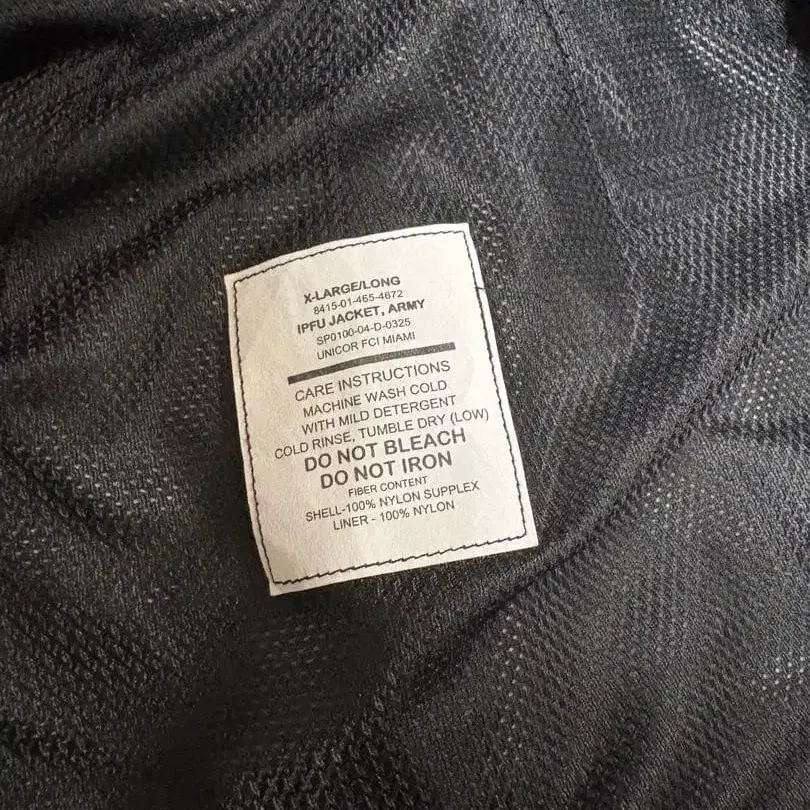 X-LARGE/LONG
8415-01-465-4672
IPFU JACKET, ARMY
SP0100-04-D-0325
UNICOR FCI MIAMI
CARE INSTRUCTIONS
MACHINE WASH COLD
WITH MILD DETERGENT
COLD RINSE, TUMBLE DRY (LOW)
DO NOT BLEACH
DO NOT IRON
FIBER CONTENT
SHELL-100% NYLON SUPPLEX
LINER - 100% NYLON